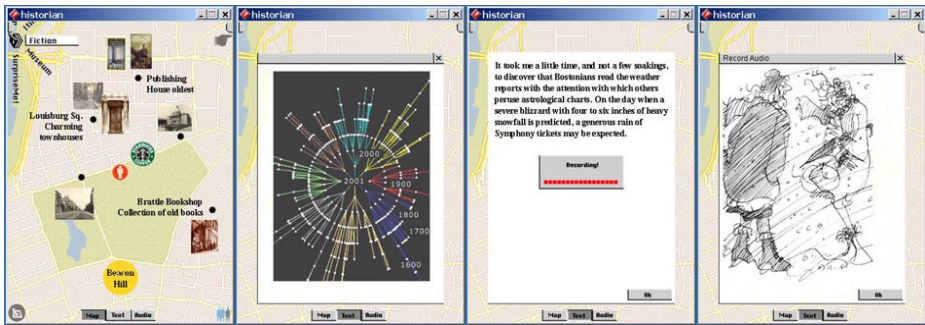 historian
Fiction
Museum
SurpriseMe!
Publishing
House oldest
Louisburg Sq.
Charming
townhouses
Brattle Bookshop
Collection of old books
Beacon
Hill
Map Text Audio
historian
2000
2001
1900
1800
1700
1600
Map Text Audio
historian
It took me a little time, and not a few soakings,
to discover that Bostonians read the weather
reports with the attention with which others
peruse astrological charts. On the day when a
severe blizzard with four to six inches of heavy
snowfall is predicted, a generous rain of
Symphony tickets may be expected.
Recording!
Ok
Map Text Audio
historian
Record Audio
Ok
Map Text Audio